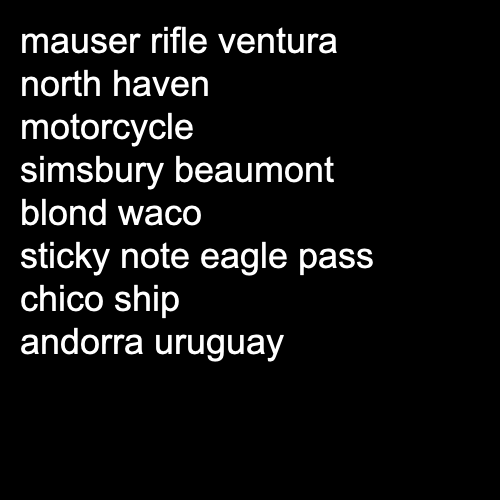 mauser rifle ventura
north haven
motorcycle
simsbury beaumont
blond waco
sticky note eagle pass
chico ship
andorra uruguay